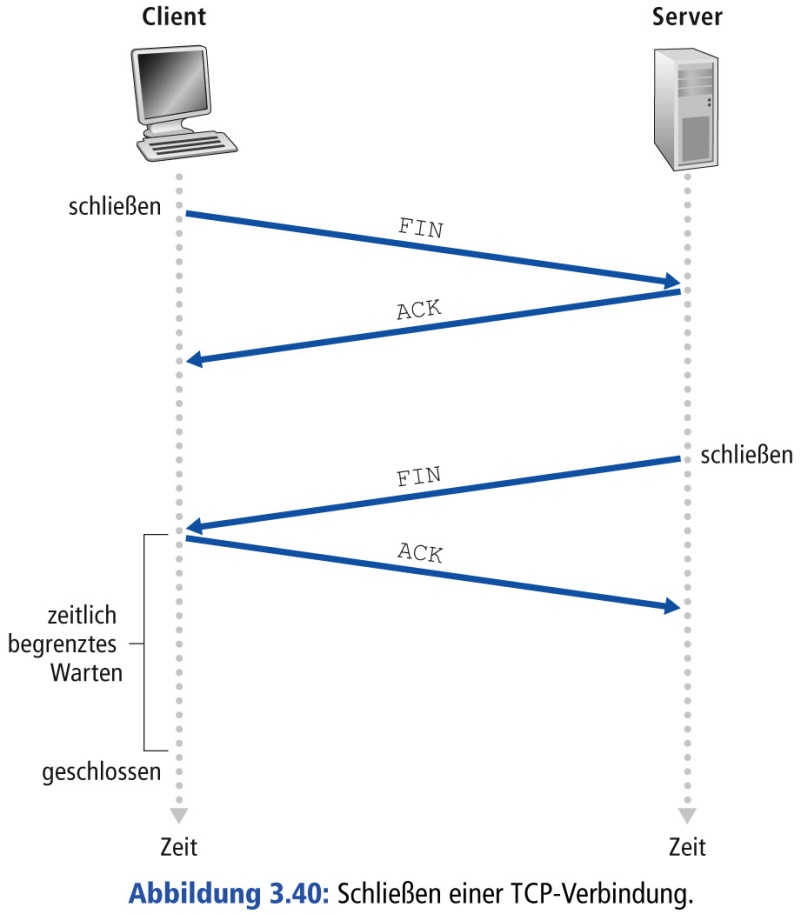 Client
Server
schließen
FIN
ACK
schließen
FIN
ACK
zeitlich
begrenztes
Warten
geschlossen
Zeit
Zeit
Abbildung 3.40: Schließen einer TCP-Verbindung.